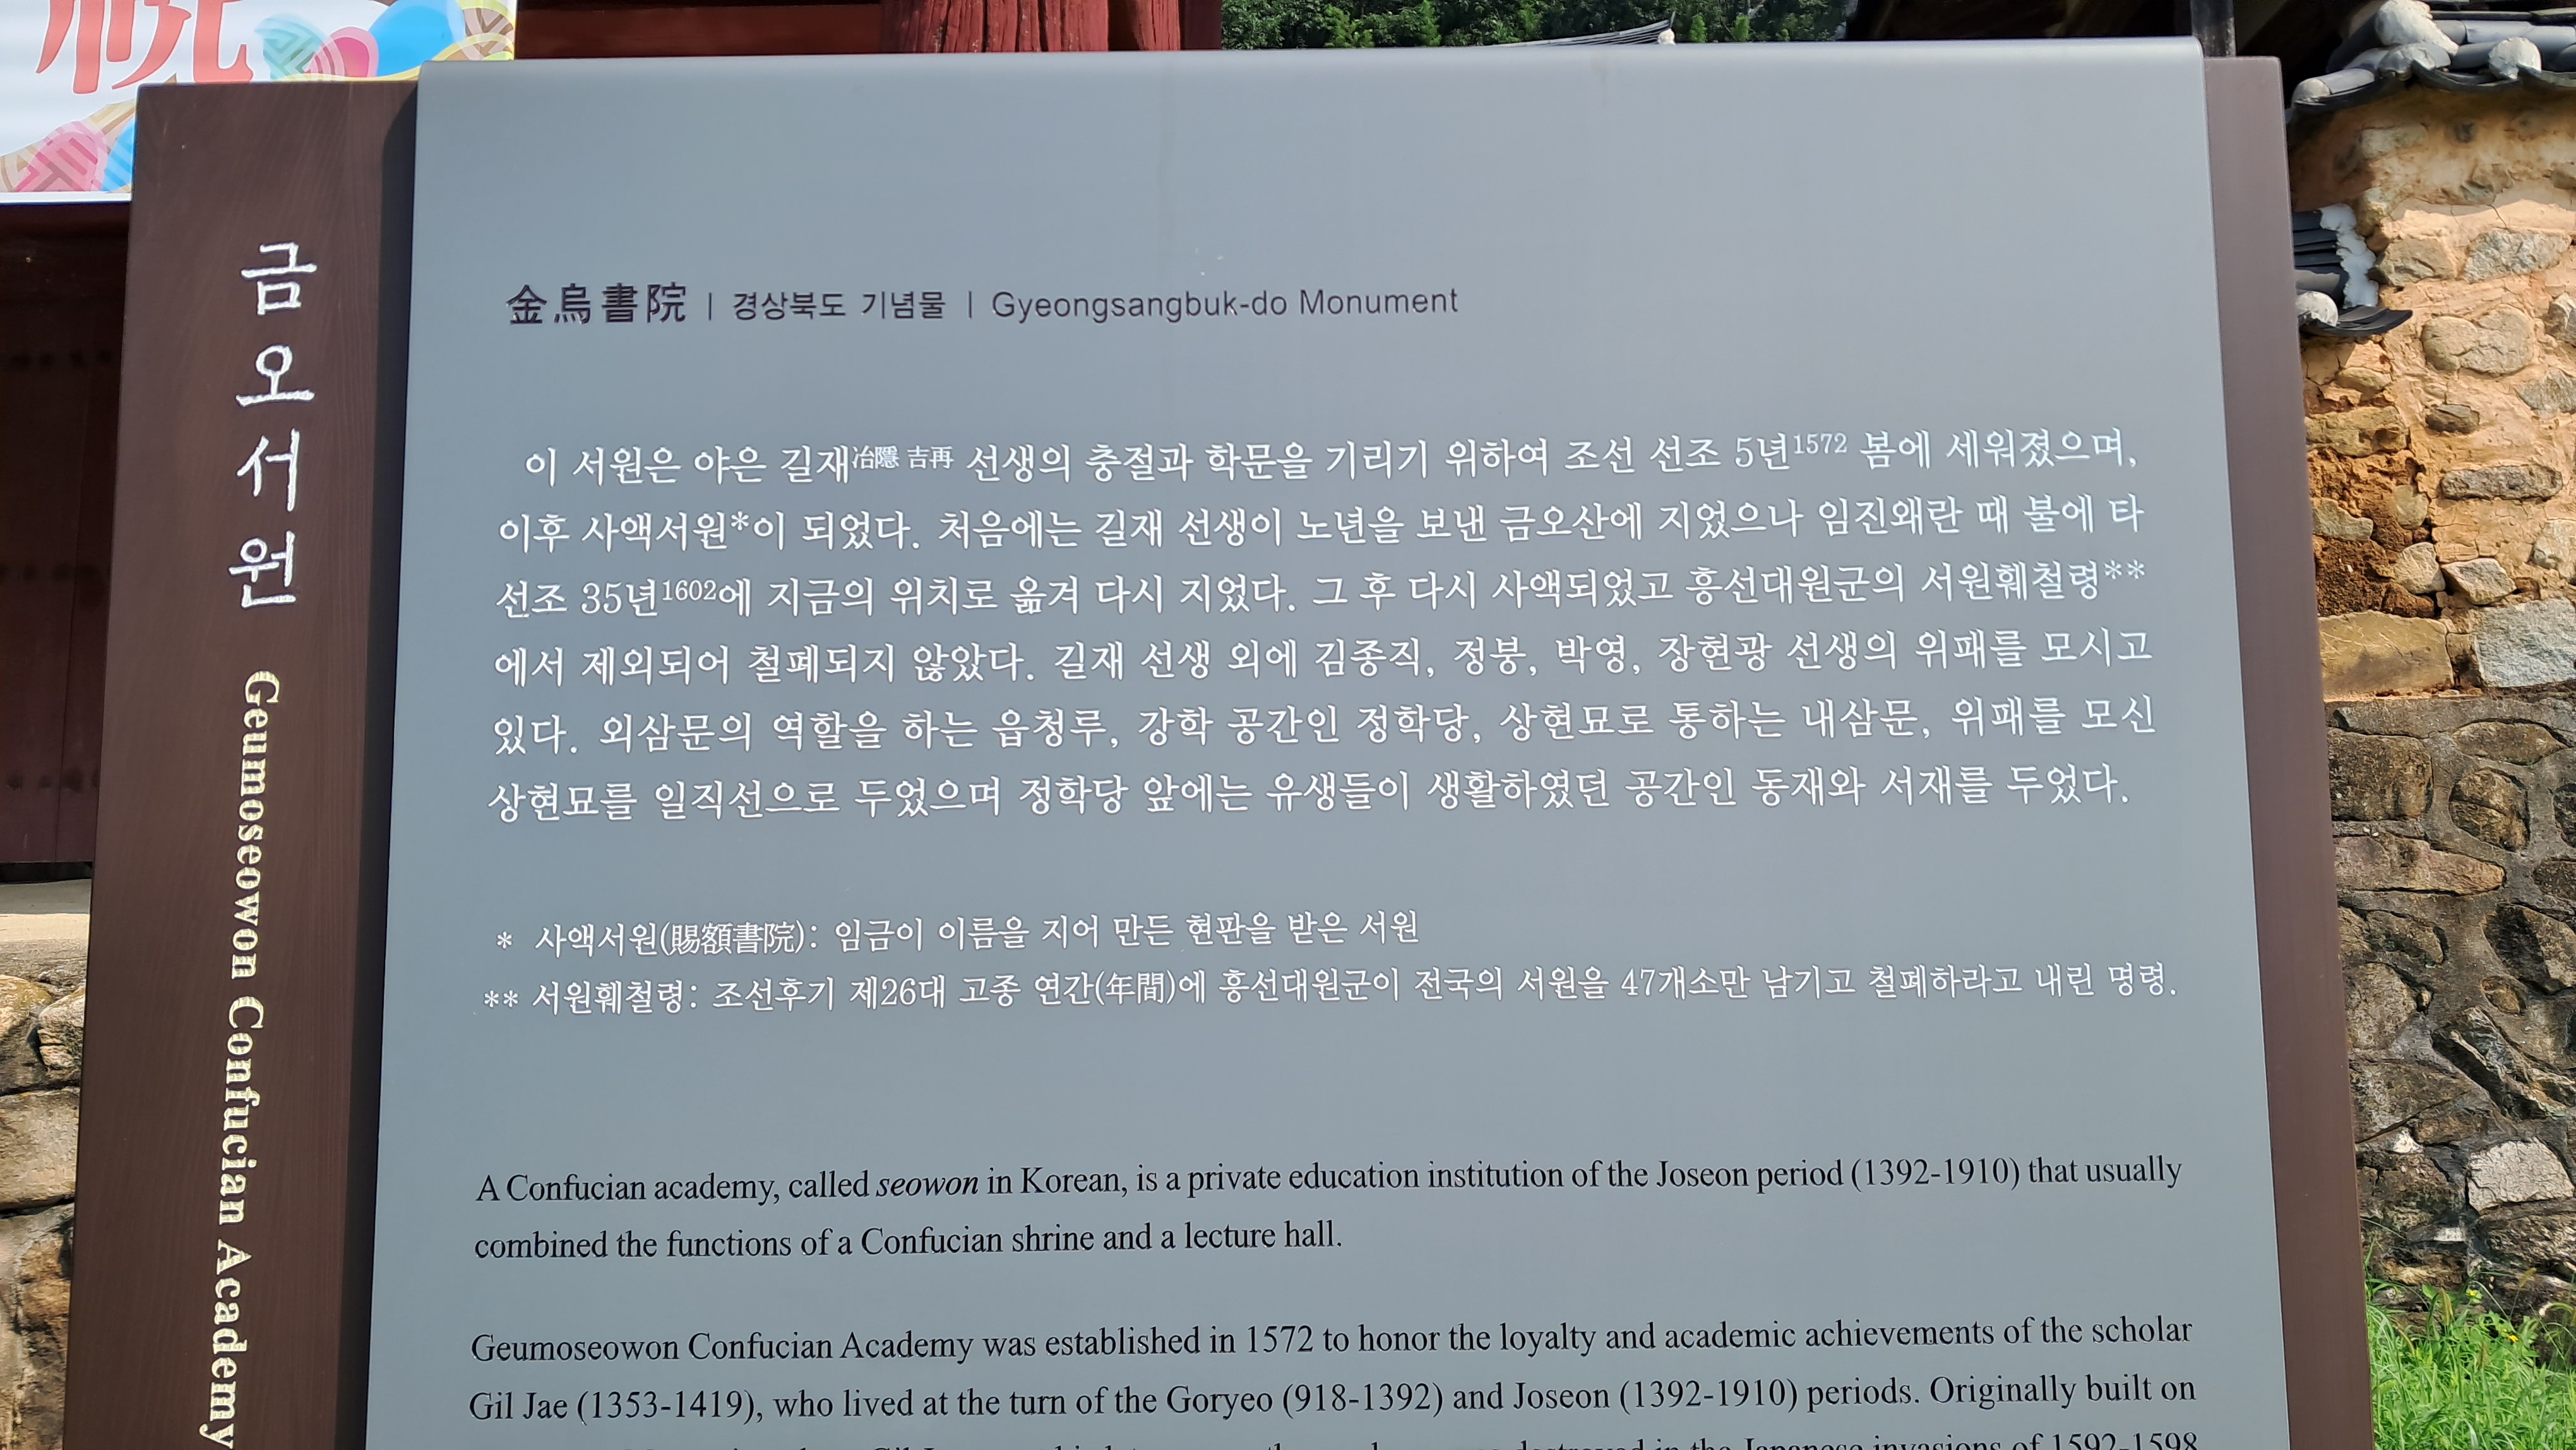 祝
금오서원 Geumoseowon Confucian Academy
金烏書院 | 경상북도 기념물 | Gyeongsangbuk-do Monument
이 서원은 야은 길재冶隱 吉再 선생의 충절과 학문을 기리기 위하여 조선 선조 5년1572 봄에 세워졌으며,
이후 사액서원*이 되었다. 처음에는 길재 선생이 노년을 보낸 금오산에 지었으나 임진왜란 때 불에 타
선조 35년1602에 지금의 위치로 옮겨 다시 지었다. 그 후 다시 사액되었고 흥선대원군의 서원훼철령**
에서 제외되어 철폐되지 않았다. 길재 선생 외에 김종직, 정붕, 박영, 장현광 선생의 위패를 모시고
있다. 외삼문의 역할을 하는 읍청루, 강학 공간인 정학당, 상현묘로 통하는 내삼문, 위패를 모신
상현묘를 일직선으로 두었으며 정학당 앞에는 유생들이 생활하였던 공간인 동재와 서재를 두었다.
* 사액서원(賜額書院): 임금이 이름을 지어 만든 현판을 받은 서원
** 서원훼철령: 조선후기 제26대 고종 연간(年間)에 흥선대원군이 전국의 서원을 47개소만 남기고 철폐하라고 내린 명령.
A Confucian academy, called seowon in Korean, is a private education institution of the Joseon period (1392-1910) that usually
combined the functions of a Confucian shrine and a lecture hall.
Geumoseowon Confucian Academy was established in 1572 to honor the loyalty and academic achievements of the scholar
Gil Jae (1353-1419), who lived at the turn of the Goryeo (918-1392) and Joseon (1392-1910) periods. Originally built on
destroyed in the Japanese invasions of 1592-1598